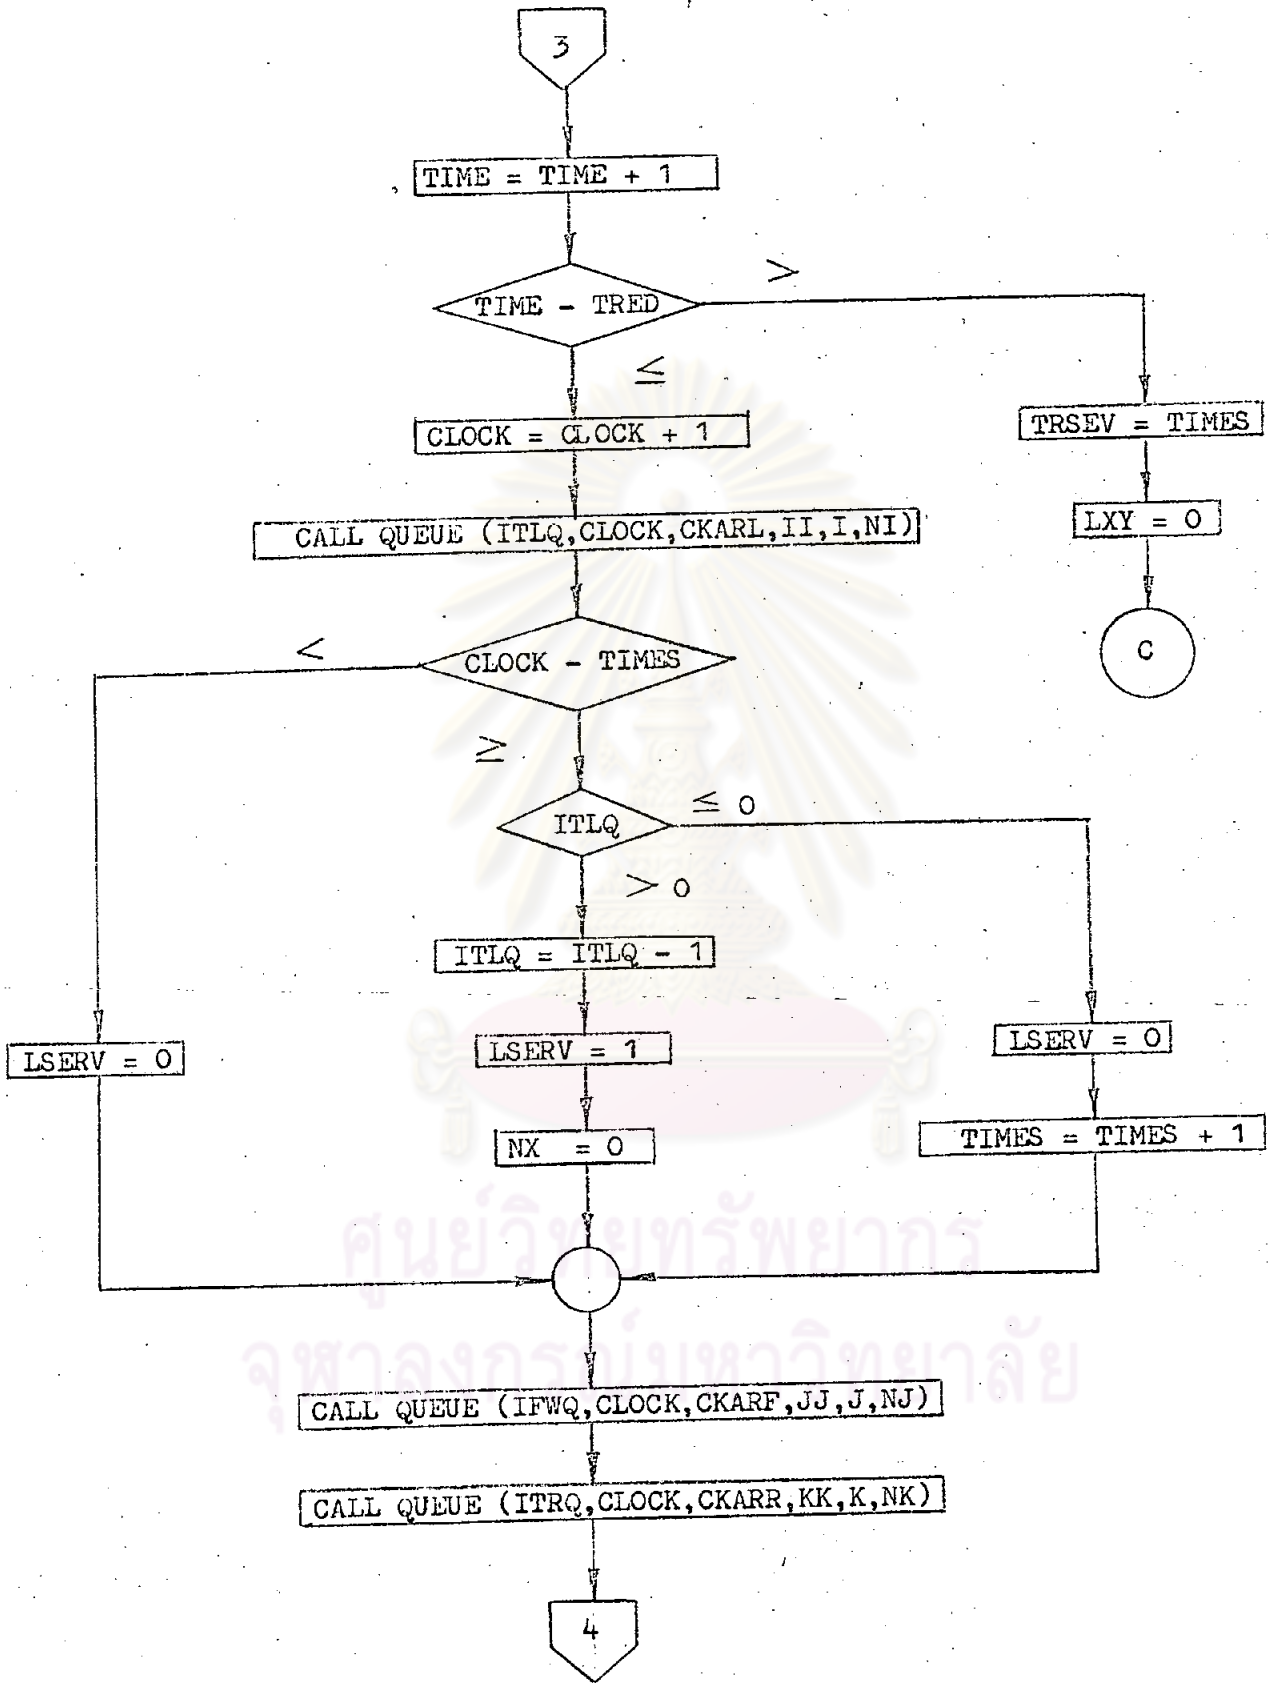 3
TIME = TIME + 1
>
TIME - TRED
≤
CLOCK = CLOCK + 1
TRSEV = TIMES
CALL QUEUE (ITLQ,CLOCK,CKARL,II,I,NI)
LXY = 0
<
CLOCK - TIMES
C
≥
ITLQ
≤ 0
> 0
ITLQ = ITLQ - 1
LSERV = 0
LSERV = 1
LSERV = 0
NX = 0
TIMES = TIMES + 1
ศูนย์วิทยทรัพยากร
จุฬาลงกรณ์มหาวิทยาลัย
CALL QUEUE (IFWQ,CLOCK,CKARF,JJ,J,NJ)
CALL QUEUE (ITRQ,CLOCK,CKARR,KK,K,NK)
4